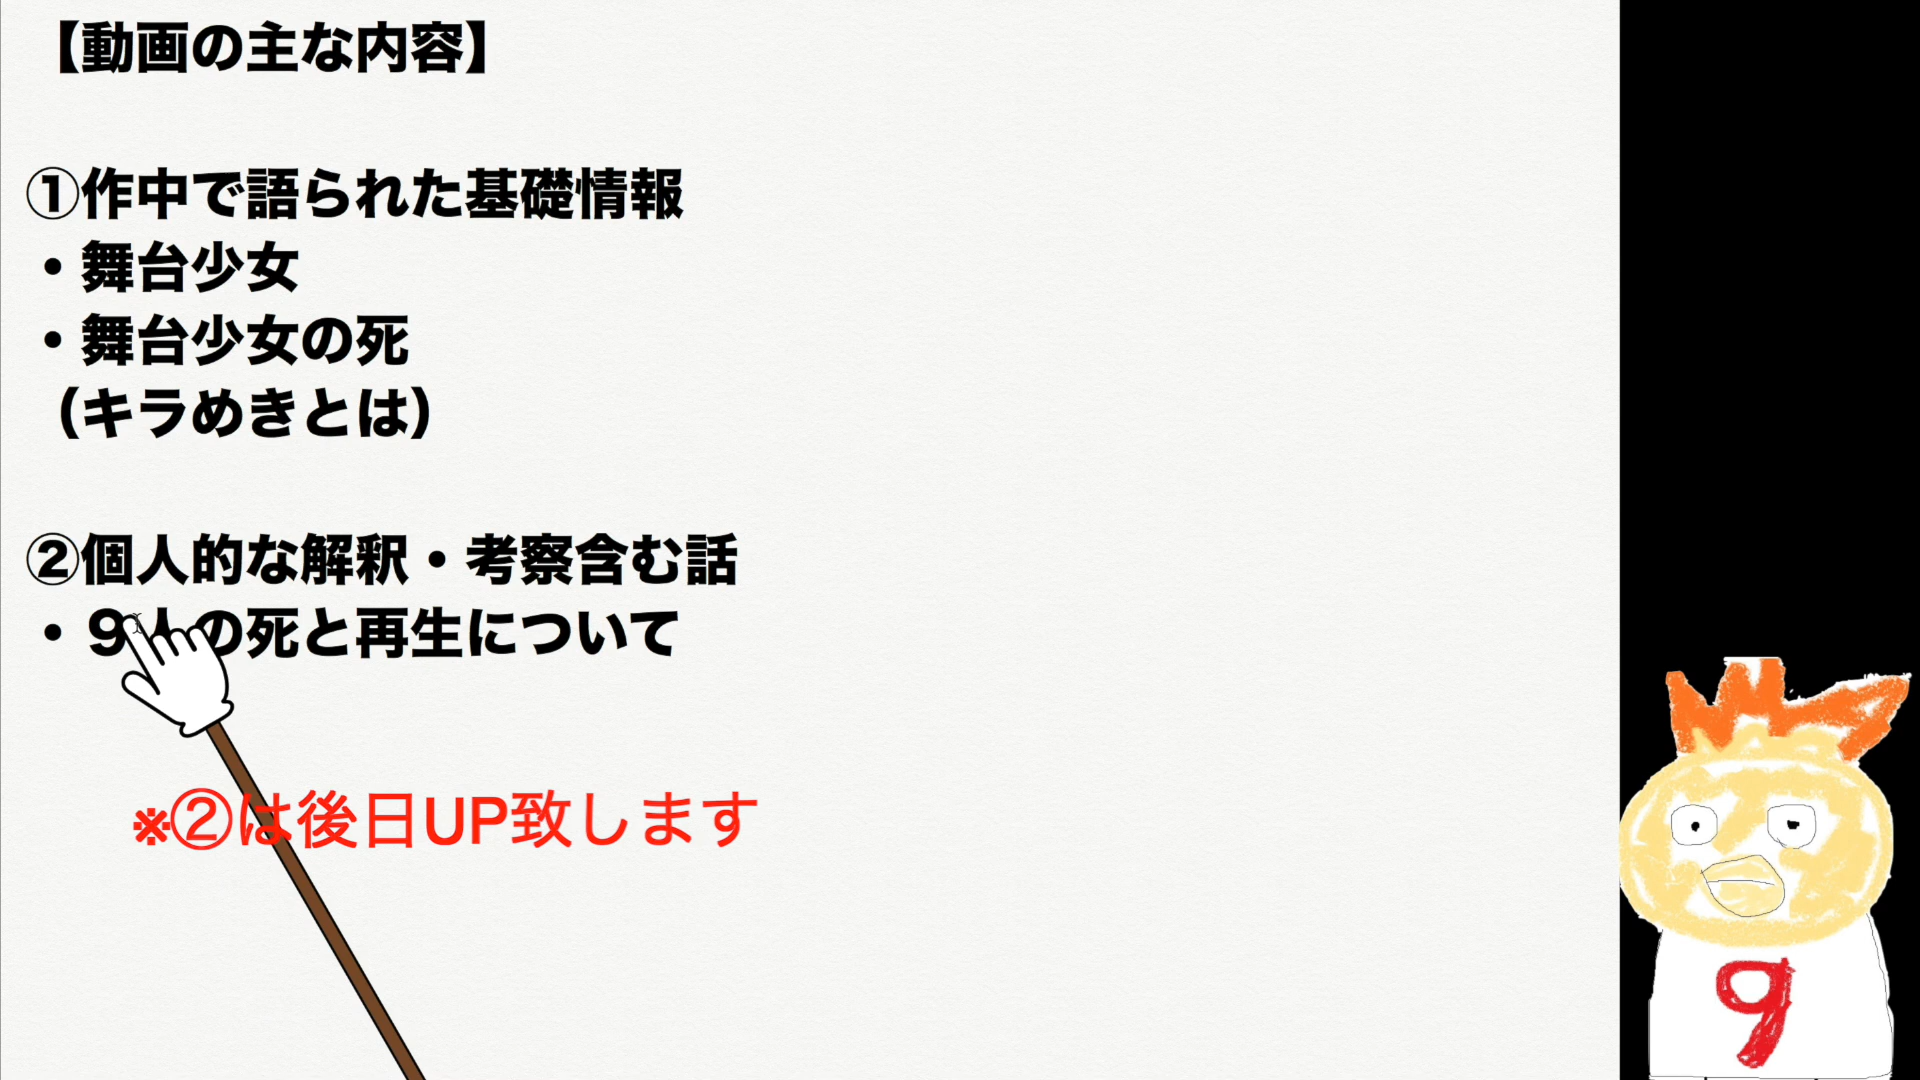 【動画の主な内容】
①作中で語られた基礎情報
・舞台少女
・舞台少女の死
（キラめきとは）
②個人的な解釈・考察含む話
・９人の死と再生について
※②は後日UP致します
9